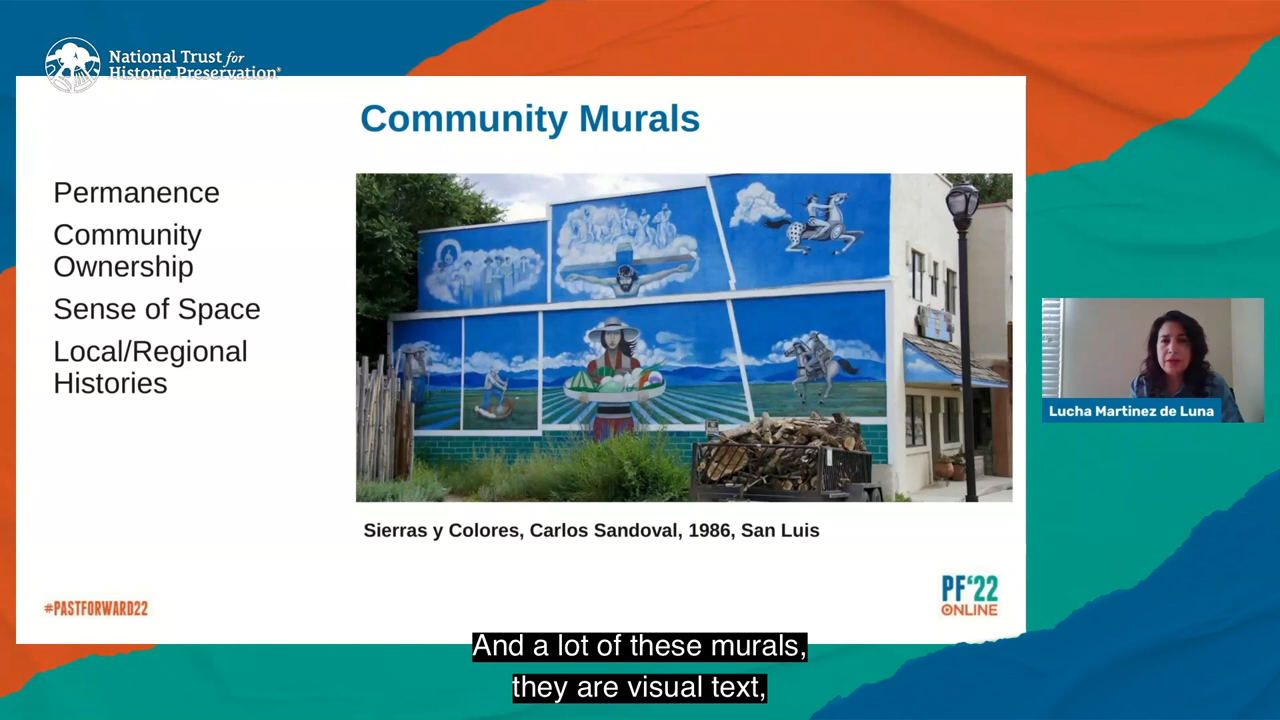 National Trust for
Historic Preservation®
Community Murals
Permanence
Community
Ownership
Sense of Space
Local/Regional
Histories
Sierras y Colores, Carlos Sandoval, 1986, San Luis
Lucha Martinez de Luna
#PASTFORWARD22
PF‘22
ONLINE
And a lot of these murals,
they are visual text,